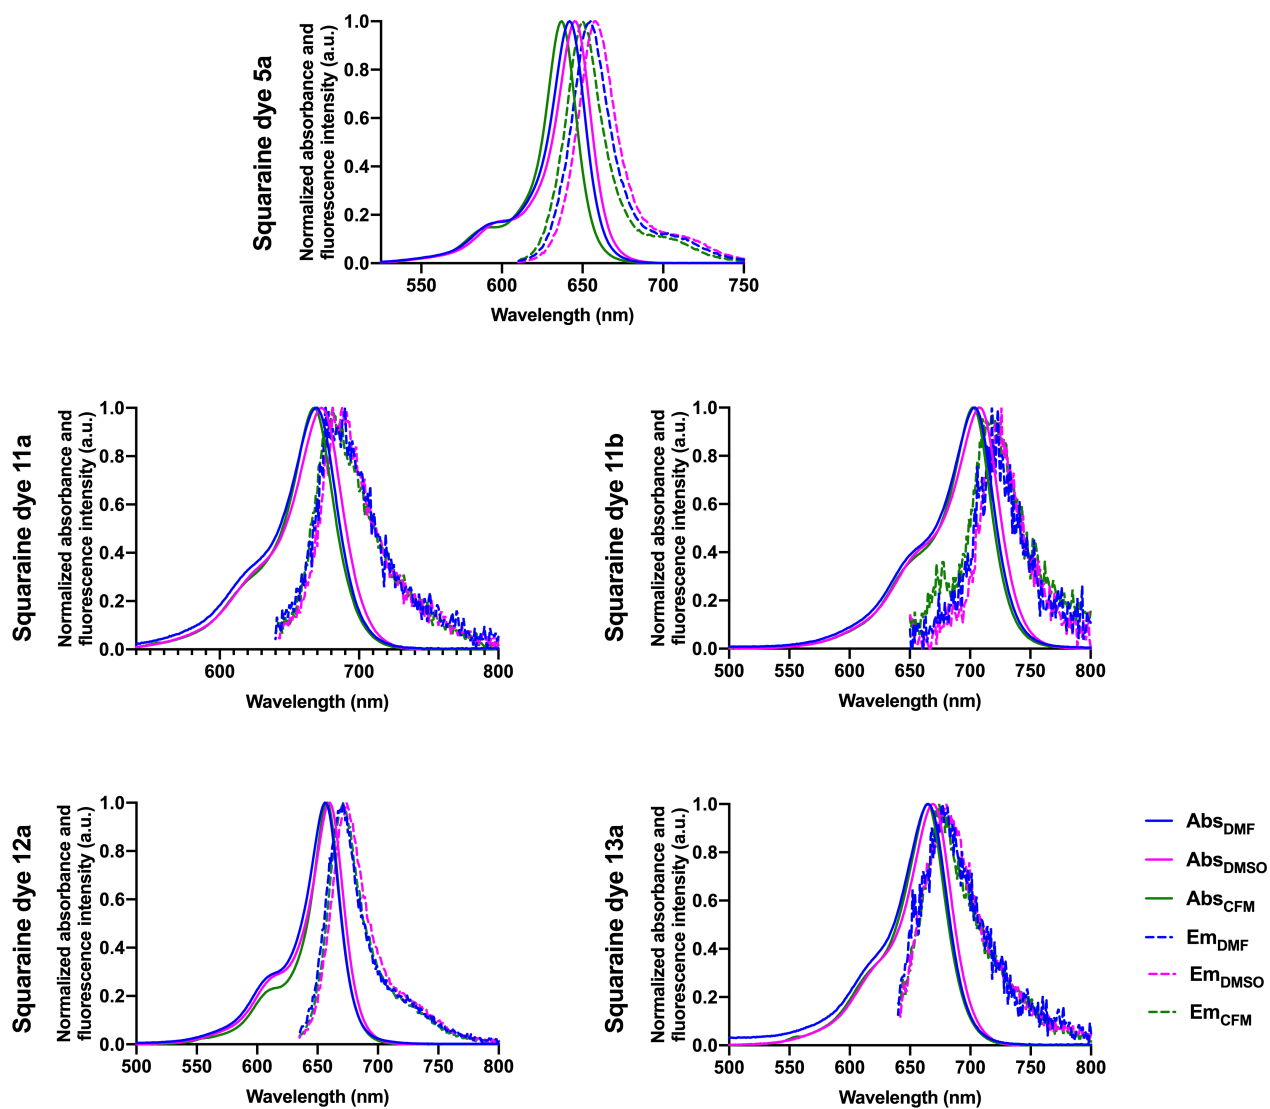 Squaraine dye 5a
Normalized absorbance and
fluorescence intensity (a.u.)
1.0
0.8
0.6
0.4
0.2
0.0
550 600 650 700 750
Wavelength (nm)
Squaraine dye 11a
Normalized absorbance and
fluorescence intensity (a.u.)
1.0
0.8
0.6
0.4
0.2
0.0
600 700 800
Wavelength (nm)
Squaraine dye 11b
Normalized absorbance and
fluorescence intensity (a.u.)
1.0
0.8
0.6
0.4
0.2
0.0
500 550 600 650 700 750 800
Wavelength (nm)
Squaraine dye 12a
Normalized absorbance and
fluorescence intensity (a.u.)
1.0
0.8
0.6
0.4
0.2
0.0
500 550 600 650 700 750 800
Wavelength (nm)
Squaraine dye 13a
Normalized absorbance and
fluorescence intensity (a.u.)
1.0
0.8
0.6
0.4
0.2
0.0
500 550 600 650 700 750 800
Wavelength (nm)
AbsDMF
AbsDMSO
AbsCFM
EmDMF
EmDMSO
EmCFM